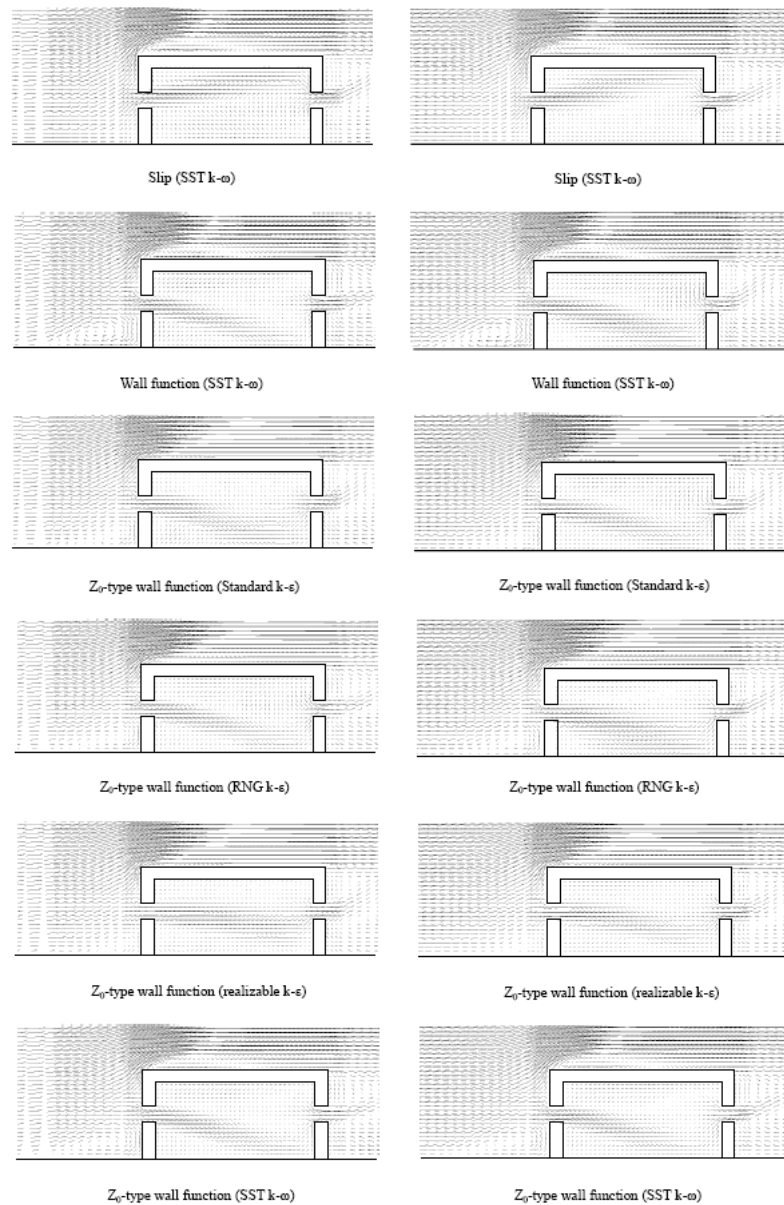 Slip (SST k-ω)
Slip (SST k-ω)
Wall function (SST k-ω)
Wall function (SST k-ω)
Z₀-type wall function (Standard k-ε)
Z₀-type wall function (Standard k-ε)
Z₀-type wall function (RNG k-ε)
Z₀-type wall function (RNG k-ε)
Z₀-type wall function (realizable k-ε)
Z₀-type wall function (realizable k-ε)
Z₀-type wall function (SST k-ω)
Z₀-type wall function (SST k-ω)